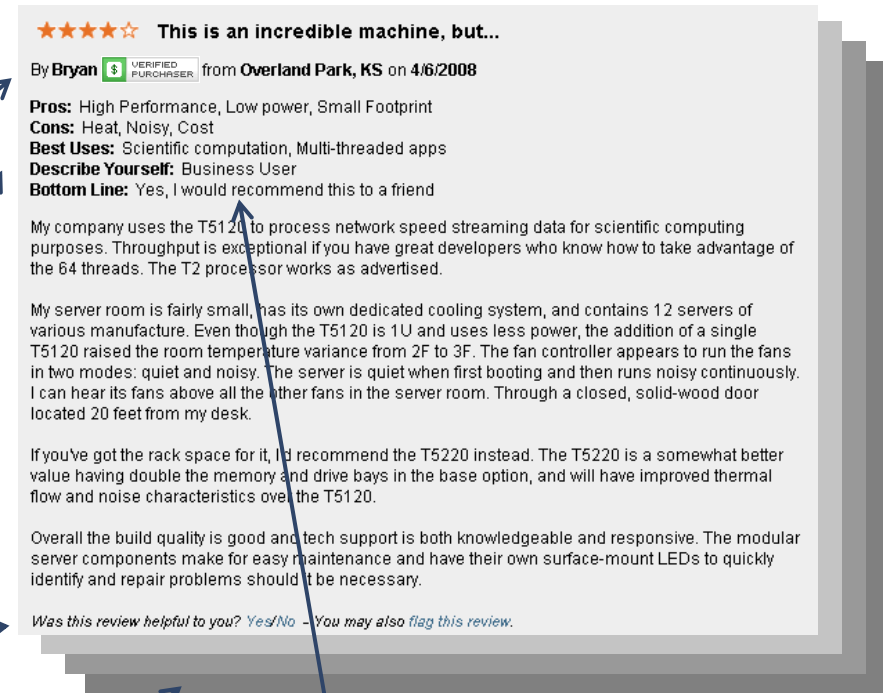 This is an incredible machine, but...
By Bryan $ VERIFIED PURCHASER from Overland Park, KS on 4/6/2008
Pros: High Performance, Low power, Small Footprint
Cons: Heat, Noisy, Cost
Best Uses: Scientific computation, Multi-threaded apps
Describe Yourself: Business User
Bottom Line: Yes, I would recommend this to a friend
My company uses the T5120 to process network speed streaming data for scientific computing
purposes. Throughput is exceptional if you have great developers who know how to take advantage of
the 64 threads. The T2 processor works as advertised.
My server room is fairly small, has its own dedicated cooling system, and contains 12 servers of
various manufacture. Even though the T5120 is 1U and uses less power, the addition of a single
T5120 raised the room temperature variance from 2F to 3F. The fan controller appears to run the fans
in two modes: quiet and noisy. The server is quiet when first booting and then runs noisy continuously.
I can hear its fans above all the other fans in the server room. Through a closed, solid-wood door
located 20 feet from my desk.
If you've got the rack space for it, I'd recommend the T5220 instead. The T5220 is a somewhat better
value having double the memory and drive bays in the base option, and will have improved thermal
flow and noise characteristics over the T5120.
Overall the build quality is good and tech support is both knowledgeable and responsive. The modular
server components make for easy maintenance and have their own surface-mount LEDs to quickly
identify and repair problems should it be necessary.
Was this review helpful to you? Yes/No - You may also flag this review.